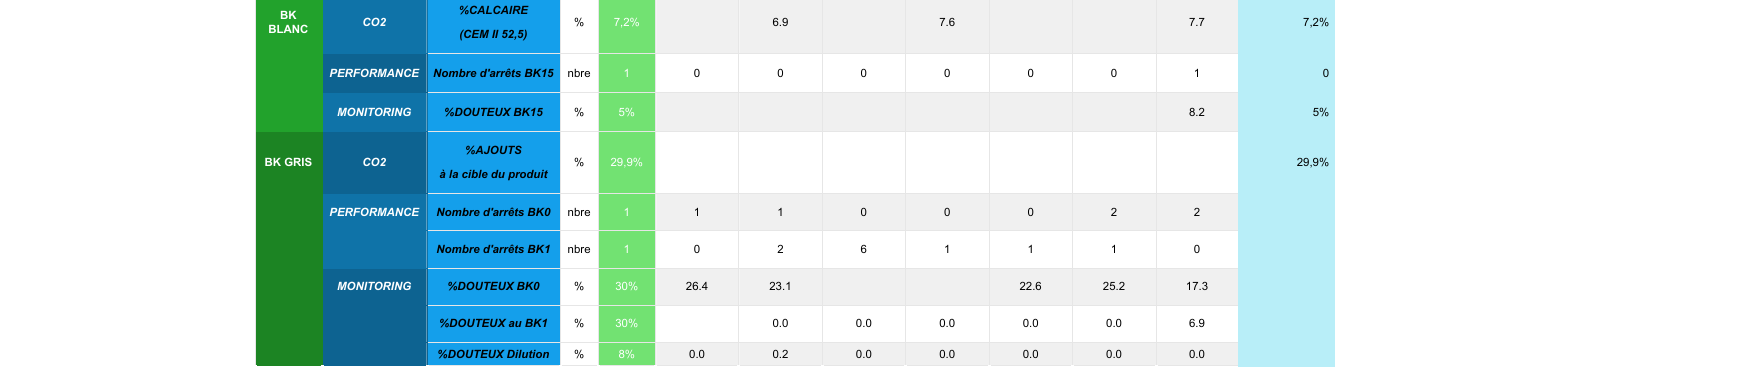 BK BLANC CO2 %CALCAIRE (CEM II 52,5) % 7,2% 6.9 7.6 7.7 7,2%
PERFORMANCE Nombre d'arrêts BK15 nbre 1 0 0 0 0 0 0 1 0
MONITORING %DOUTEUX BK15 % 5% 8.2 5%
BK GRIS CO2 %AJOUTS à la cible du produit % 29,9% 29,9%
PERFORMANCE Nombre d'arrêts BK0 nbre 1 1 1 0 0 0 2 2
Nombre d'arrêts BK1 nbre 1 0 2 6 1 1 1 0
MONITORING %DOUTEUX BK0 % 30% 26.4 23.1 22.6 25.2 17.3
%DOUTEUX au BK1 % 30% 0.0 0.0 0.0 0.0 0.0 6.9
%DOUTEUX Dilution % 8% 0.0 0.2 0.0 0.0 0.0 0.0 0.0